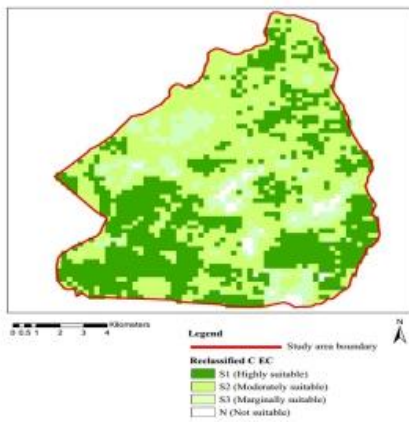 Kilometers
0 0.5 1 2 3 4
N
Legend
Study area boundary
Reclassified C EC
S1 (Highly suitable)
S2 (Moderately suitable)
S3 (Marginally suitable)
N (Not suitable)